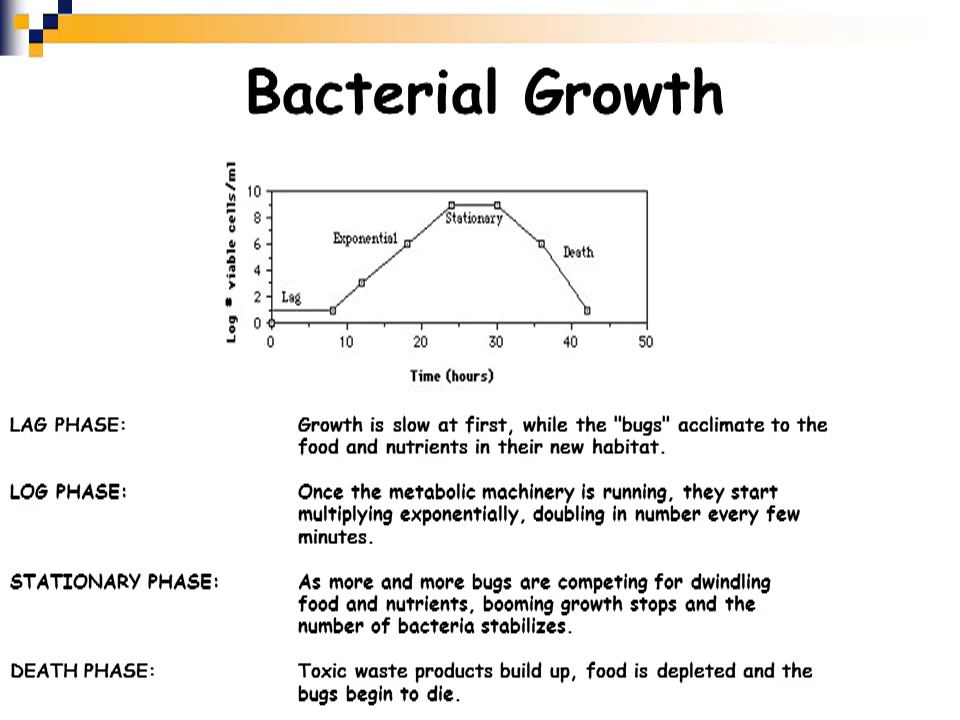 Bacterial Growth
Log # viable cells/ml
10
8
6
4
2
0
Lag
Exponential
Stationary
Death
0 10 20 30 40 50
Time (hours)
LAG PHASE: Growth is slow at first, while the "bugs" acclimate to the
food and nutrients in their new habitat.
LOG PHASE: Once the metabolic machinery is running, they start
multiplying exponentially, doubling in number every few
minutes.
STATIONARY PHASE: As more and more bugs are competing for dwindling
food and nutrients, booming growth stops and the
number of bacteria stabilizes.
DEATH PHASE: Toxic waste products build up, food is depleted and the
bugs begin to die.